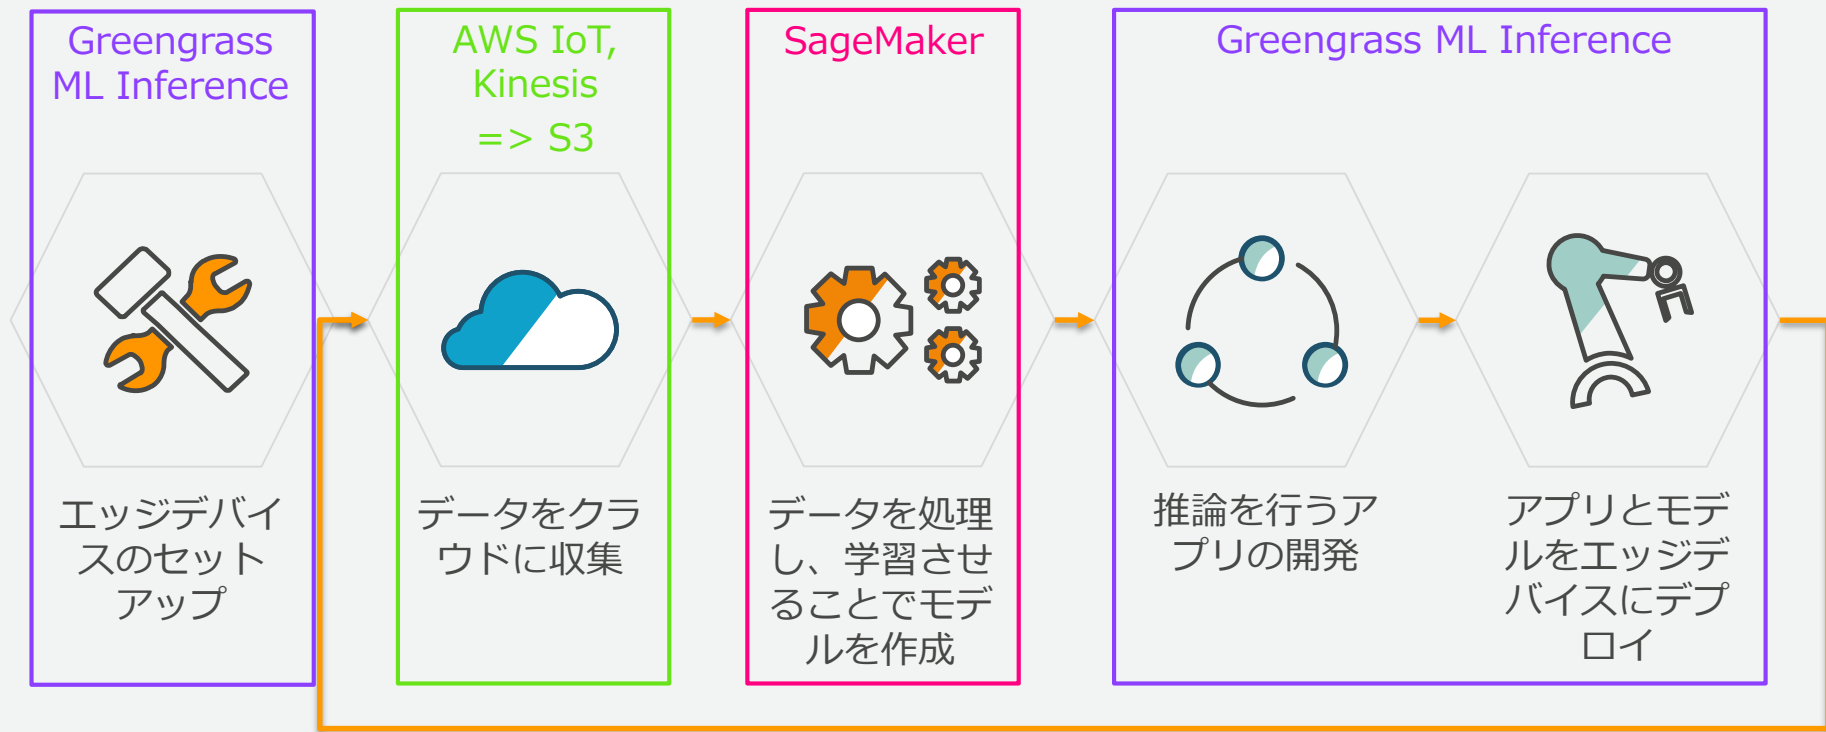 Greengrass
ML Inference
AWS IoT,
Kinesis
=> S3
SageMaker
Greengrass ML Inference
エッジデバイ
スのセット
アップ
データをクラ
ウドに収集
データを処理
し、学習させ
ることでモデ
ルを作成
推論を行うア
プリの開発
アプリとモデ
ルをエッジデ
バイスにデプ
ロイ